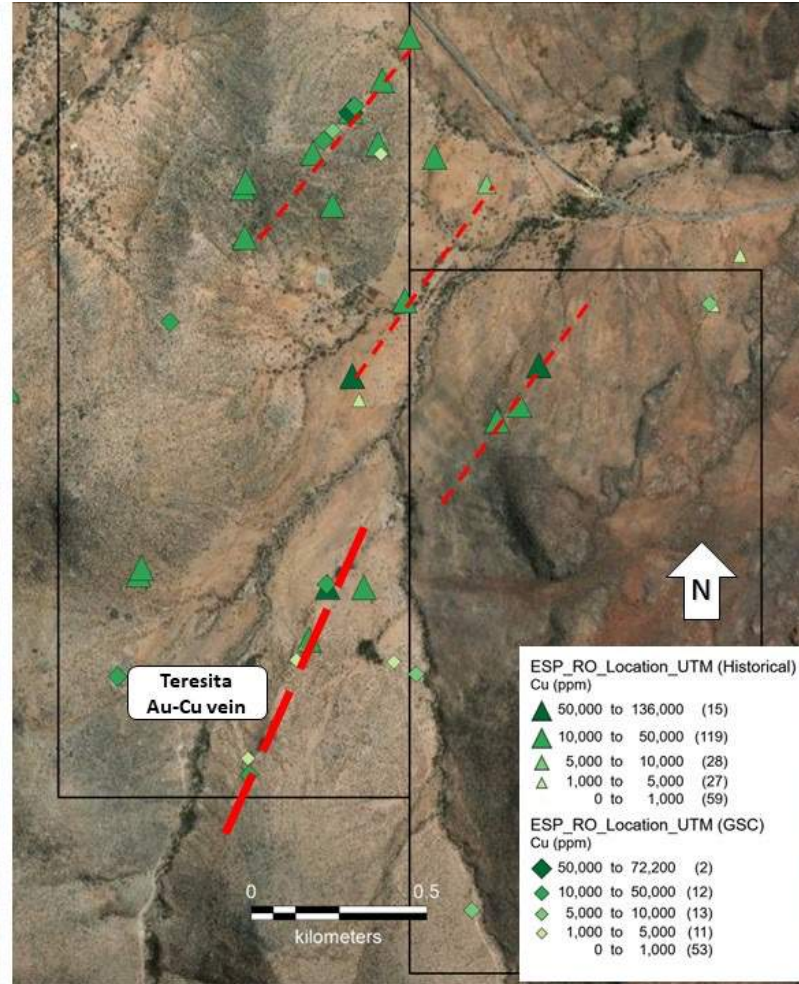 N
Teresita
Au-Cu vein
0 0.5
kilometers
ESP_RO_Location_UTM (Historical)
Cu (ppm)
50,000 to 136,000 (15)
10,000 to 50,000 (119)
5,000 to 10,000 (28)
1,000 to 5,000 (27)
0 to 1,000 (59)
ESP_RO_Location_UTM (GSC)
Cu (ppm)
50,000 to 72,200 (2)
10,000 to 50,000 (12)
5,000 to 10,000 (13)
1,000 to 5,000 (11)
0 to 1,000 (53)